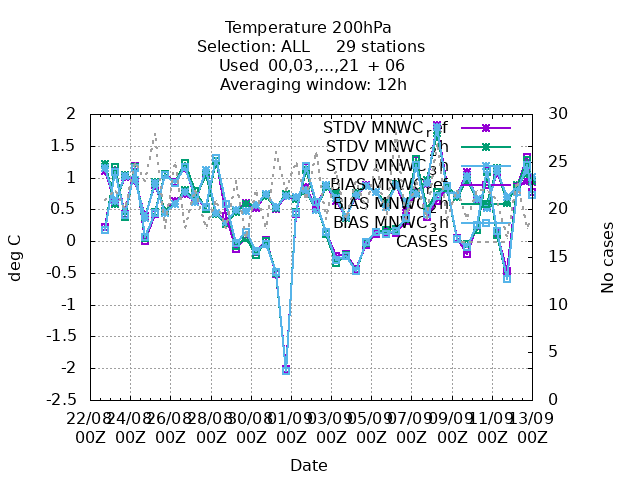 Temperature 200hPa
Selection: ALL 29 stations
Used 00,03,...,21 + 06
Averaging window: 12h
STDV MNWC_ref
STDV MNWC_2h
STDV MNWC_3h
BIAS MNWC_ref
BIAS MNWC_2h
BIAS MNWC_3h
CASES
deg C
2
1.5
1
0.5
0
-0.5
-1
-1.5
-2
-2.5
No cases
30
25
20
15
10
5
0
22/08 24/08 26/08 28/08 30/08 01/09 03/09 05/09 07/09 09/09 11/09 13/09
00Z 00Z 00Z 00Z 00Z 00Z 00Z 00Z 00Z 00Z 00Z 00Z
Date